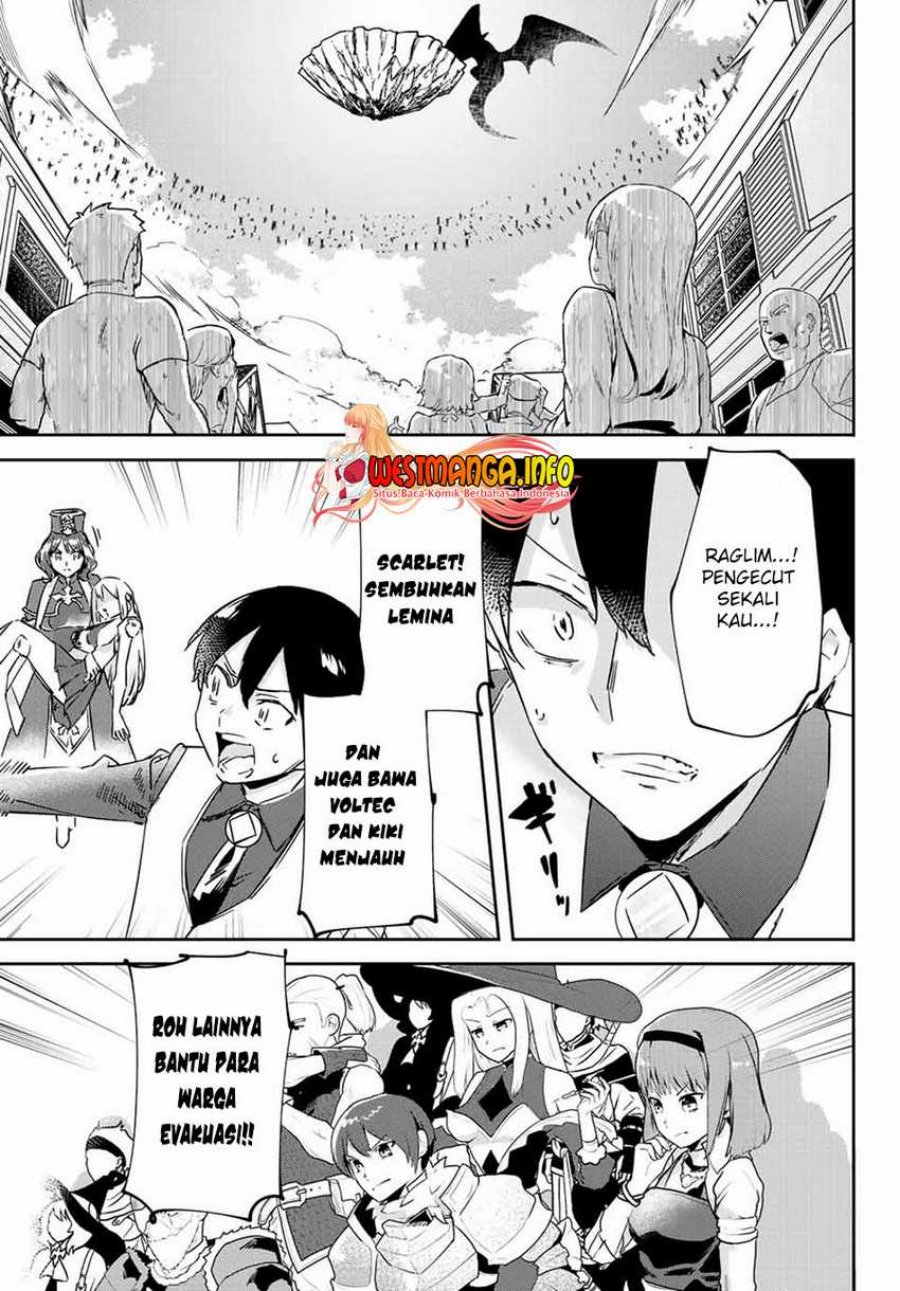 WESTMANGA.INFO
Situs Baca Komik Berbahasa Indonesia
RAGLIM...!
PENGECUT
SEKALI
KAU...!
ギッ
SCARLET!
SEMBUHKAN
LEMINA
DAN
JUGA BAWA
VOLTEC
DAN KIKI
MENJAUH
ROH LAINNYA
BANTU PARA
WARGA
EVAKUASI!!